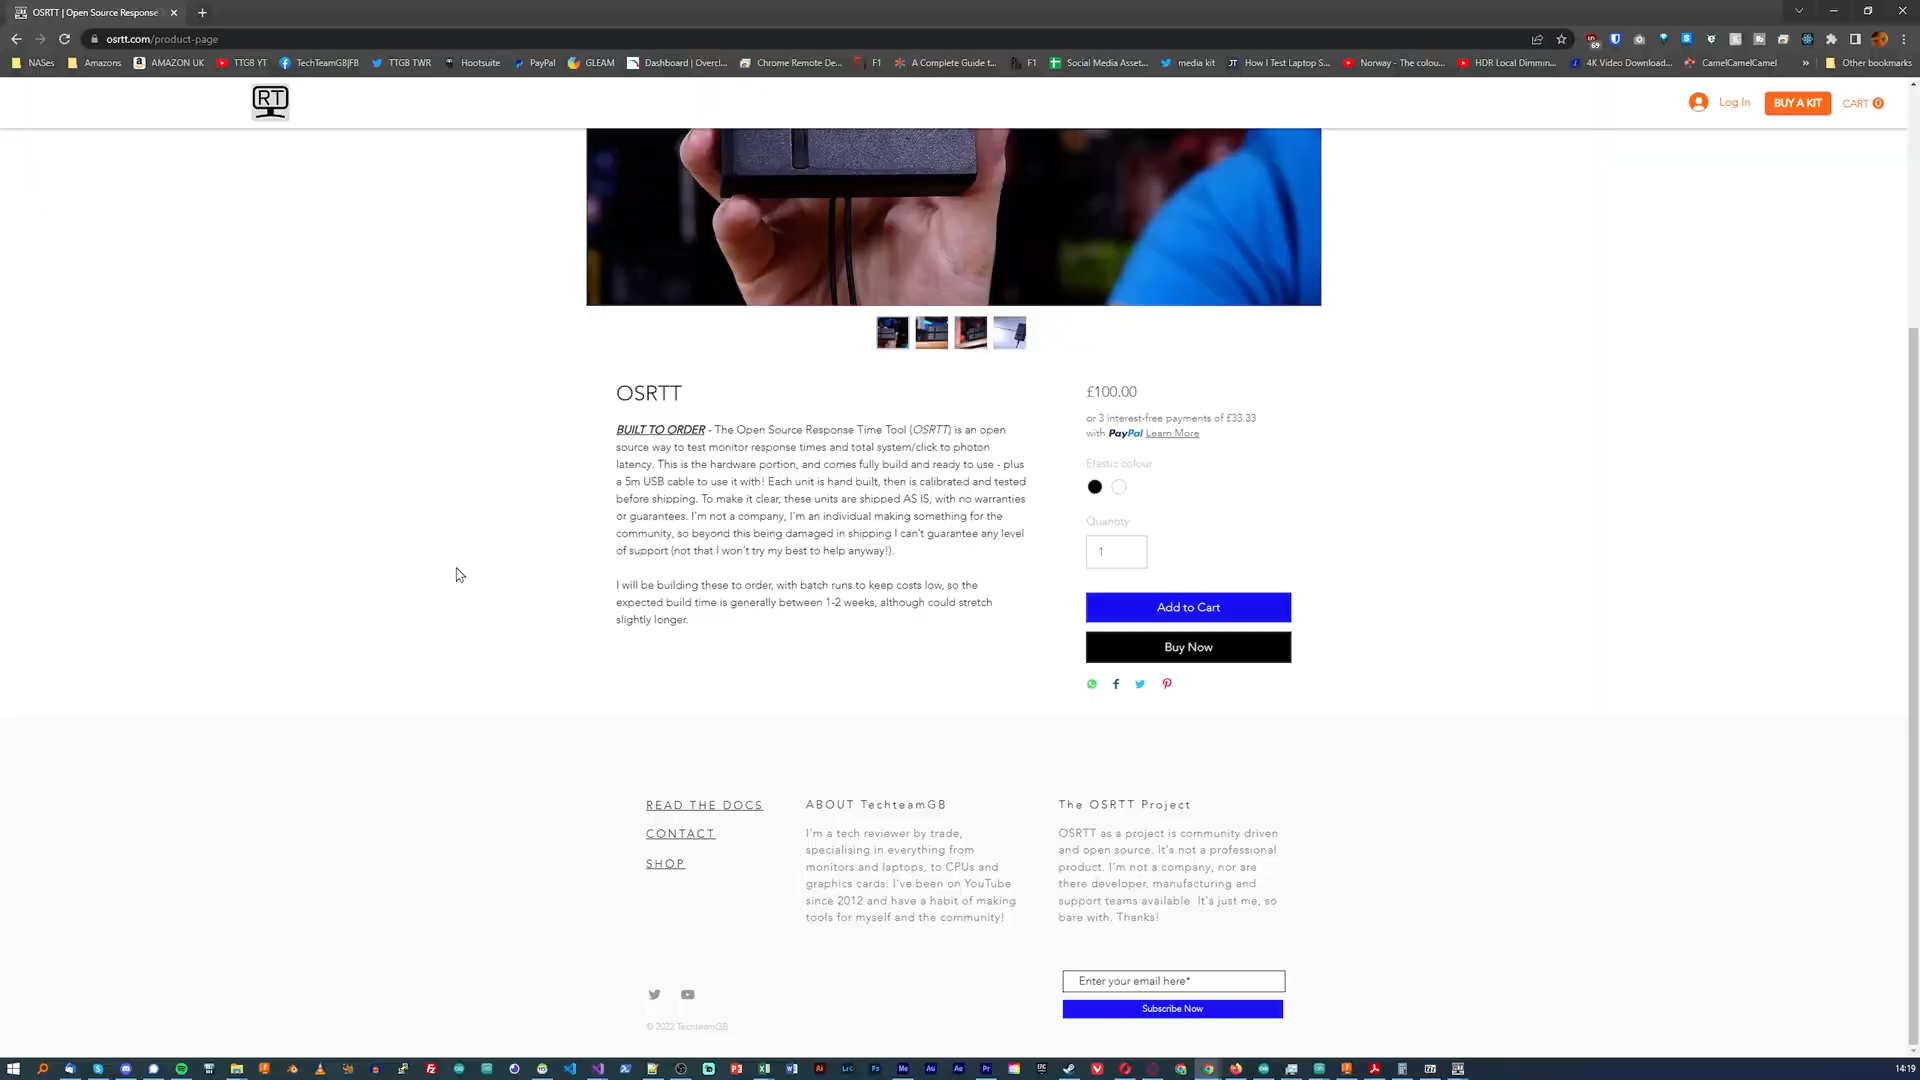 OSRTT | Open Source Response
osrtt.com/product-page
69
NASes
Amazons
AMAZON UK
TTGB YT
TechTeamGB|FB
TTGB TWR
Hootsuite
PayPal
GLEAM
Dashboard | Overcl...
Chrome Remote De...
F1
A Complete Guide t...
F1
Social Media Asset...
media kit
How I Test Laptop S...
Norway - The colou...
HDR Local Dimmin...
4K Video Download...
CamelCamelCamel
»
Other bookmarks
RT
Log In
BUY A KIT
CART 0
OSRTT
BUILT TO ORDER - The Open Source Response Time Tool (OSRTT) is an open
source way to test monitor response times and total system/click to photon
latency. This is the hardware portion, and comes fully build and ready to use - plus
a 5m USB cable to use it with! Each unit is hand built, then is calibrated and tested
before shipping. To make it clear, these units are shipped AS IS, with no warranties
or guarantees. I'm not a company, I'm an individual making something for the
community, so beyond this being damaged in shipping I can't guarantee any level
of support (not that I won't try my best to help anyway!).
I will be building these to order, with batch runs to keep costs low, so the
expected build time is generally between 1-2 weeks, although could stretch
slightly longer.
£100.00
or 3 interest-free payments of £33.33
with PayPal Learn More
Elastic colour
Quantity
1
Add to Cart
Buy Now
READ THE DOCS
CONTACT
SHOP
ABOUT TechteamGB
I'm a tech reviewer by trade,
specialising in everything from
monitors and laptops, to CPUs and
graphics cards. I've been on YouTube
since 2012 and have a habit of making
tools for myself and the community!
The OSRTT Project
OSRTT as a project is community driven
and open source. It's not a professional
product. I'm not a company, nor are
there developer, manufacturing and
support teams available. It's just me, so
bare with. Thanks!
Enter your email here*
Subscribe Now
© 2022 TechteamGB
14:19